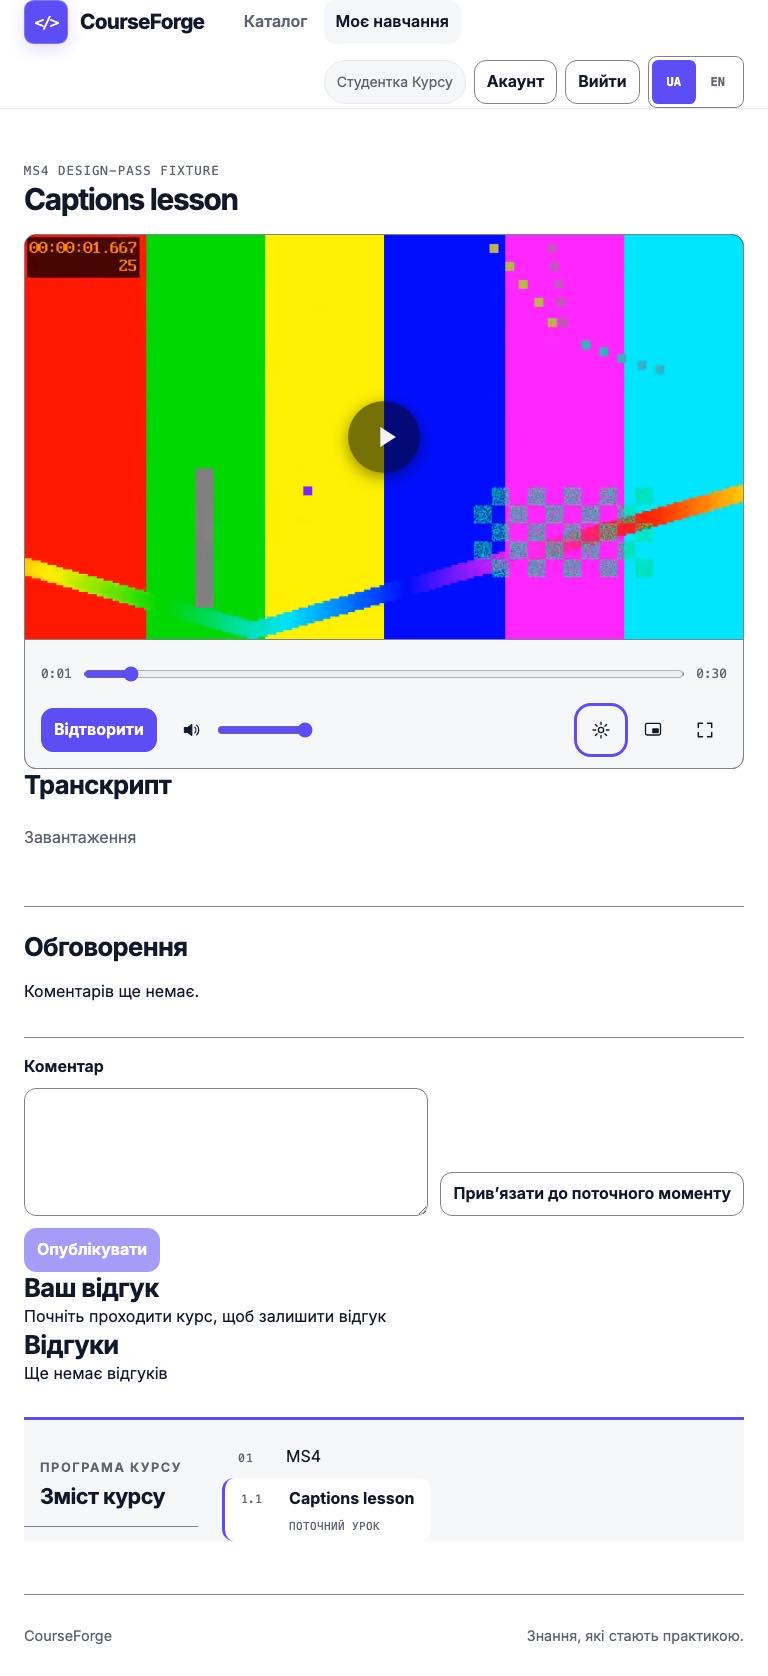 </> CourseForge Каталог Моє навчання
Студентка Курсу Акаунт Вийти UA EN
MS4 DESIGN-PASS FIXTURE
Captions lesson
00:00:01.667
25
0:01 0:30
Відтворити
Транскрипт
Завантаження
Обговорення
Коментарів ще немає.
Коментар
Прив’язати до поточного моменту
Опублікувати
Ваш відгук
Почніть проходити курс, щоб залишити відгук
Відгуки
Ще немає відгуків
ПРОГРАМА КУРСУ
Зміст курсу
01 MS4
1.1 Captions lesson
ПОТОЧНИЙ УРОК
CourseForge Знання, які стають практикою.